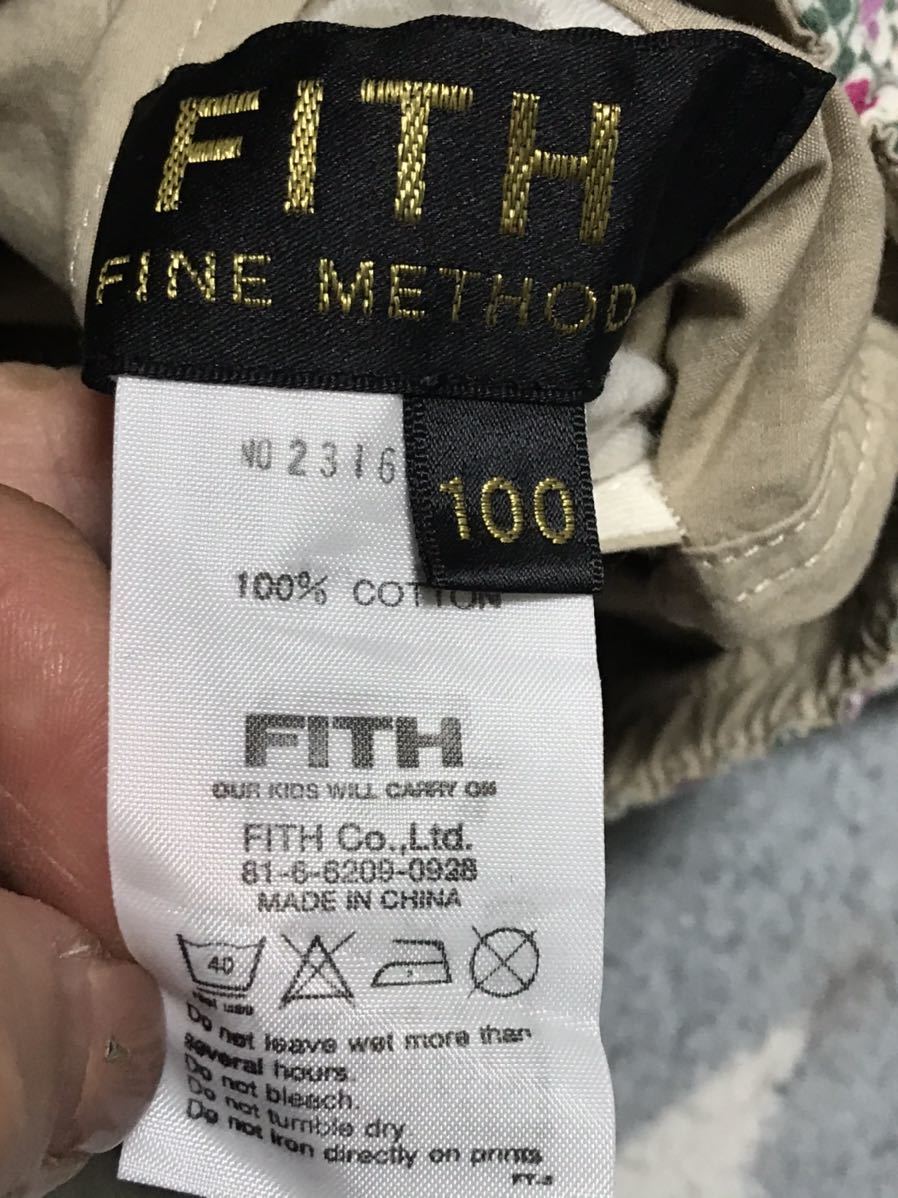 FITH
FINE METHOD
NO 2316
100
100% COTTON
FITH
OUR KIDS WILL CARRY ON
FITH Co.,Ltd.
81-6-6209-0928
MADE IN CHINA
40
Do not leave wet more than
several hours.
Do not bleach.
Do not tumble dry
Do not iron directly on prints